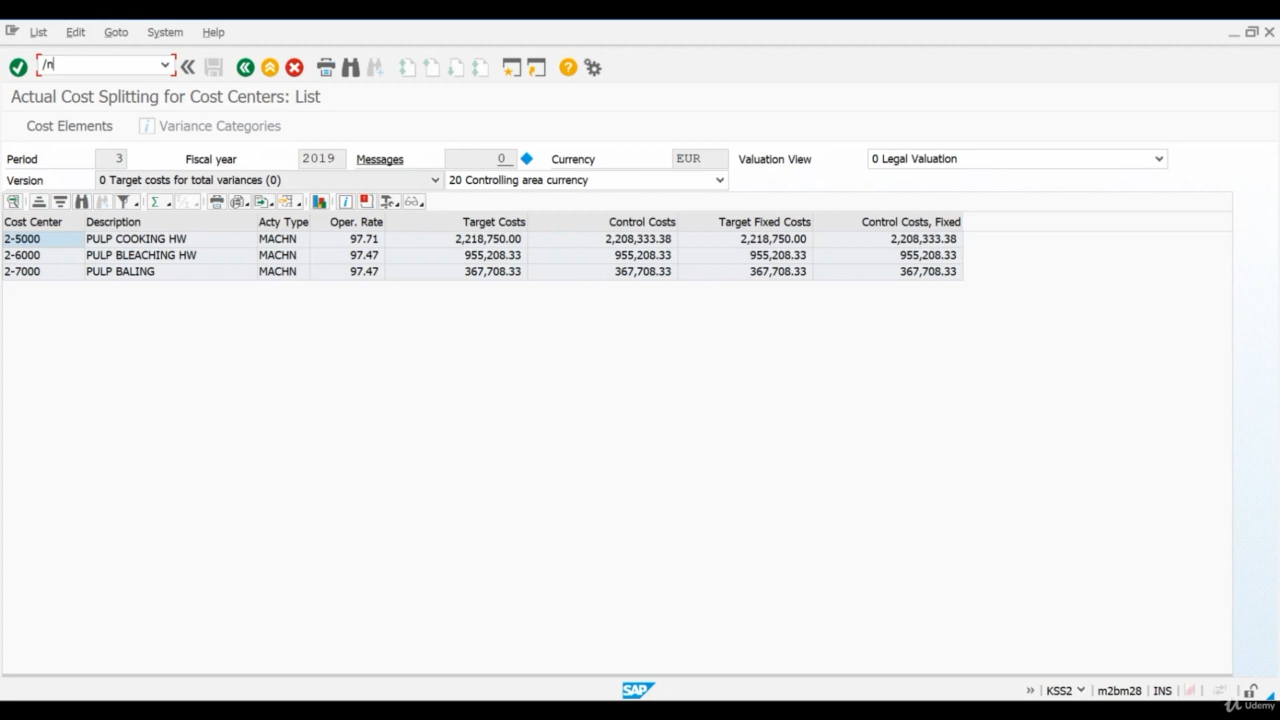 List Edit Goto System Help
/n
Actual Cost Splitting for Cost Centers: List
Cost Elements Variance Categories
Period 3 Fiscal year 2019 Messages 0 Currency EUR Valuation View 0 Legal Valuation
Version 0 Target costs for total variances (0) 20 Controlling area currency
Cost Center Description Acty Type Oper. Rate Target Costs Control Costs Target Fixed Costs Control Costs, Fixed
2-5000 PULP COOKING HW MACHN 97.71 2,218,750.00 2,208,333.38 2,218,750.00 2,208,333.38
2-6000 PULP BLEACHING HW MACHN 97.47 955,208.33 955,208.33 955,208.33 955,208.33
2-7000 PULP BALING MACHN 97.47 367,708.33 367,708.33 367,708.33 367,708.33
SAP KSS2 m2bm28 INS
Udemy